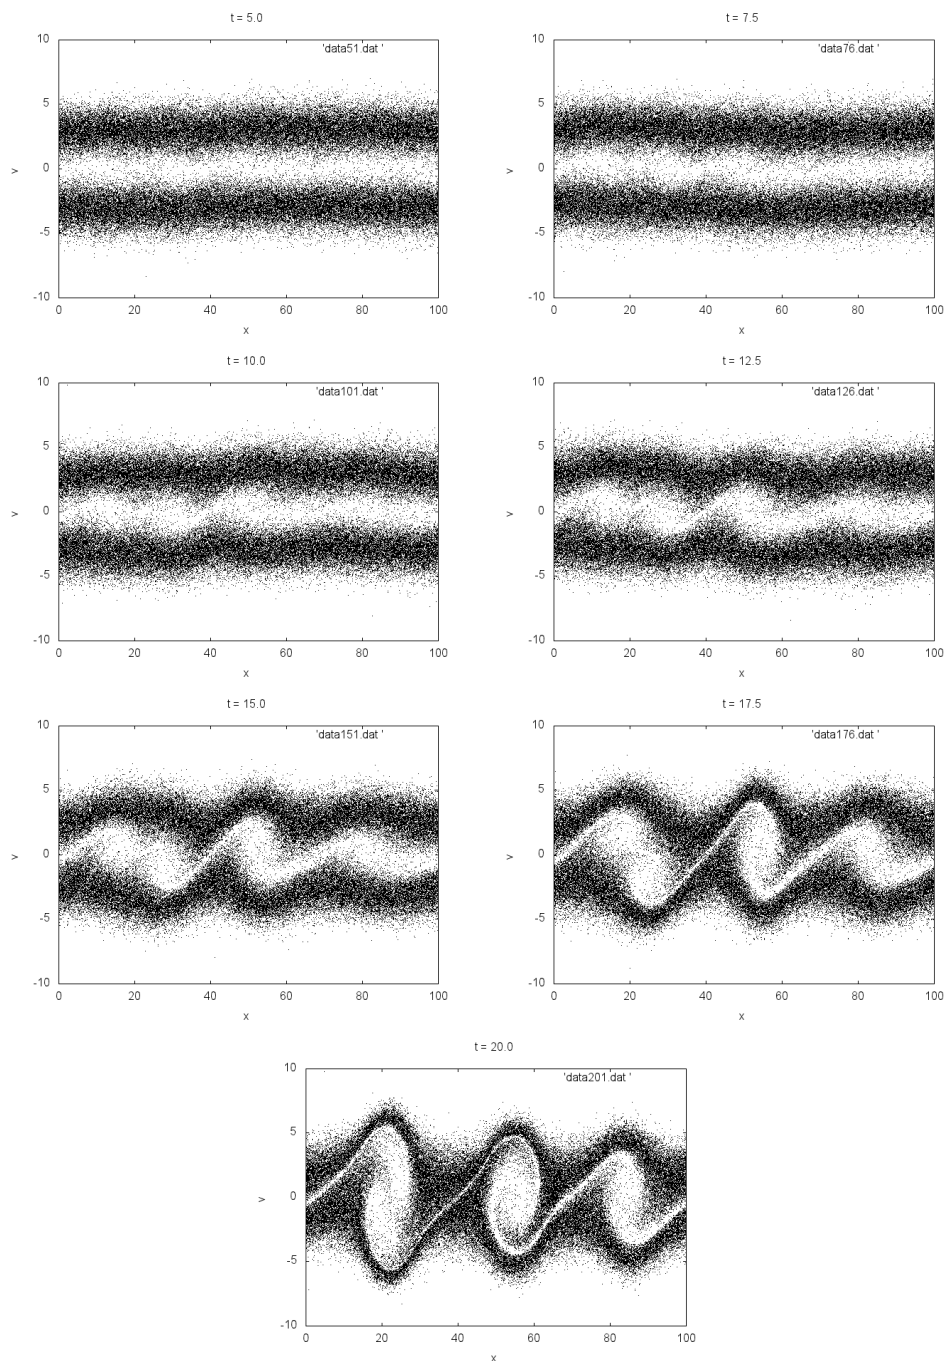 t = 5.0
'data51.dat '
10
5
0
-5
-10
v
0 20 40 60 80 100
x
t = 7.5
'data76.dat '
10
5
0
-5
-10
v
0 20 40 60 80 100
x
t = 10.0
'data101.dat '
10
5
0
-5
-10
v
0 20 40 60 80 100
x
t = 12.5
'data126.dat '
10
5
0
-5
-10
v
0 20 40 60 80 100
x
t = 15.0
'data151.dat '
10
5
0
-5
-10
v
0 20 40 60 80 100
x
t = 17.5
'data176.dat '
10
5
0
-5
-10
v
0 20 40 60 80 100
x
t = 20.0
'data201.dat '
10
5
0
-5
-10
v
0 20 40 60 80 100
x